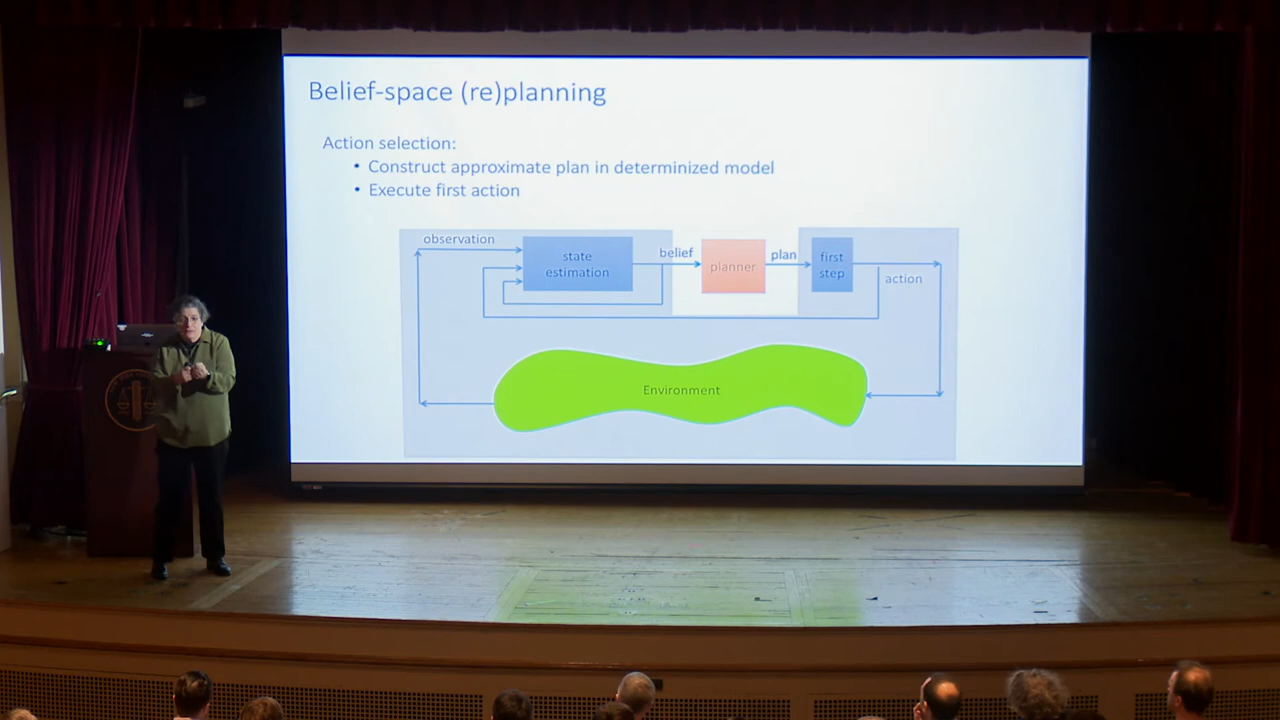 Belief-space (re)planning
Action selection:
• Construct approximate plan in determinized model
• Execute first action
observation
state
estimation
belief
planner
plan
first
step
action
Environment